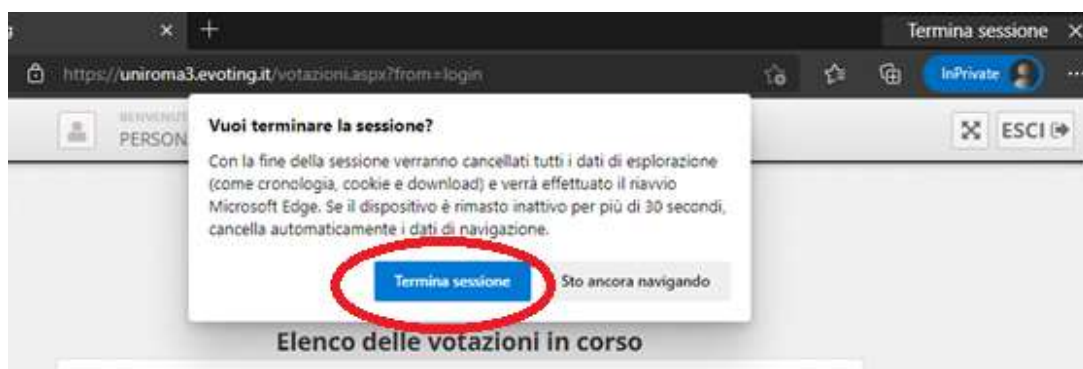 Termina sessione
https://uniroma3.evoting.it/votazioni.aspx?from=login
InPrivate
BENVENUT
PERSON
ESCI
Vuoi terminare la sessione?
Con la fine della sessione verranno cancellati tutti i dati di esplorazione
(come cronologia, cookie e download) e verrà effettuato il riavvio
Microsoft Edge. Se il dispositivo è rimasto inattivo per più di 30 secondi,
cancella automaticamente i dati di navigazione.
Termina sessione Sto ancora navigando
Elenco delle votazioni in corso